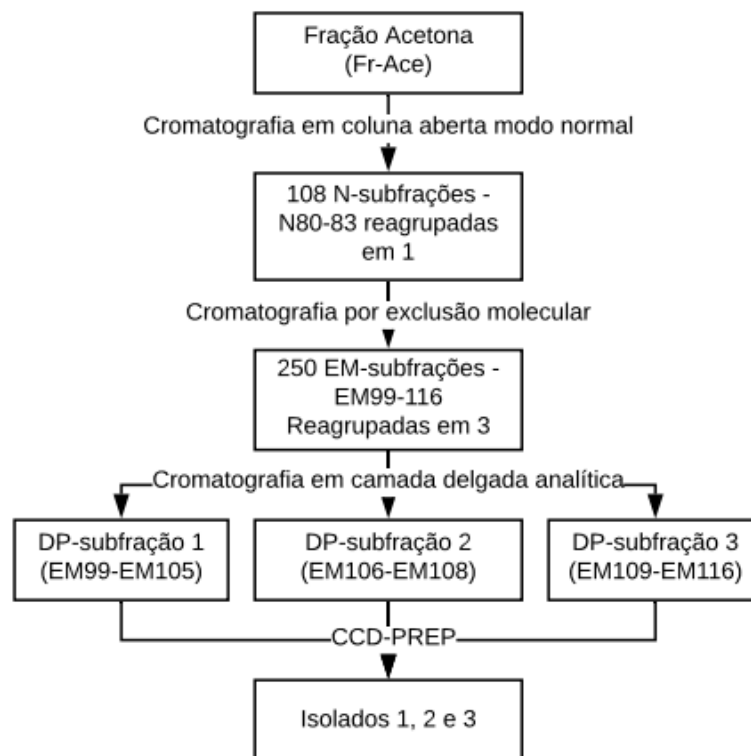 Fração Acetona
(Fr-Ace)
Cromatografia em coluna aberta modo normal
108 N-subfrações -
N80-83 reagrupadas
em 1
Cromatografia por exclusão molecular
250 EM-subfrações -
EM99-116
Reagrupadas em 3
Cromatografia em camada delgada analítica
DP-subfração 1
(EM99-EM105)
DP-subfração 2
(EM106-EM108)
DP-subfração 3
(EM109-EM116)
CCD-PREP
Isolados 1, 2 e 3